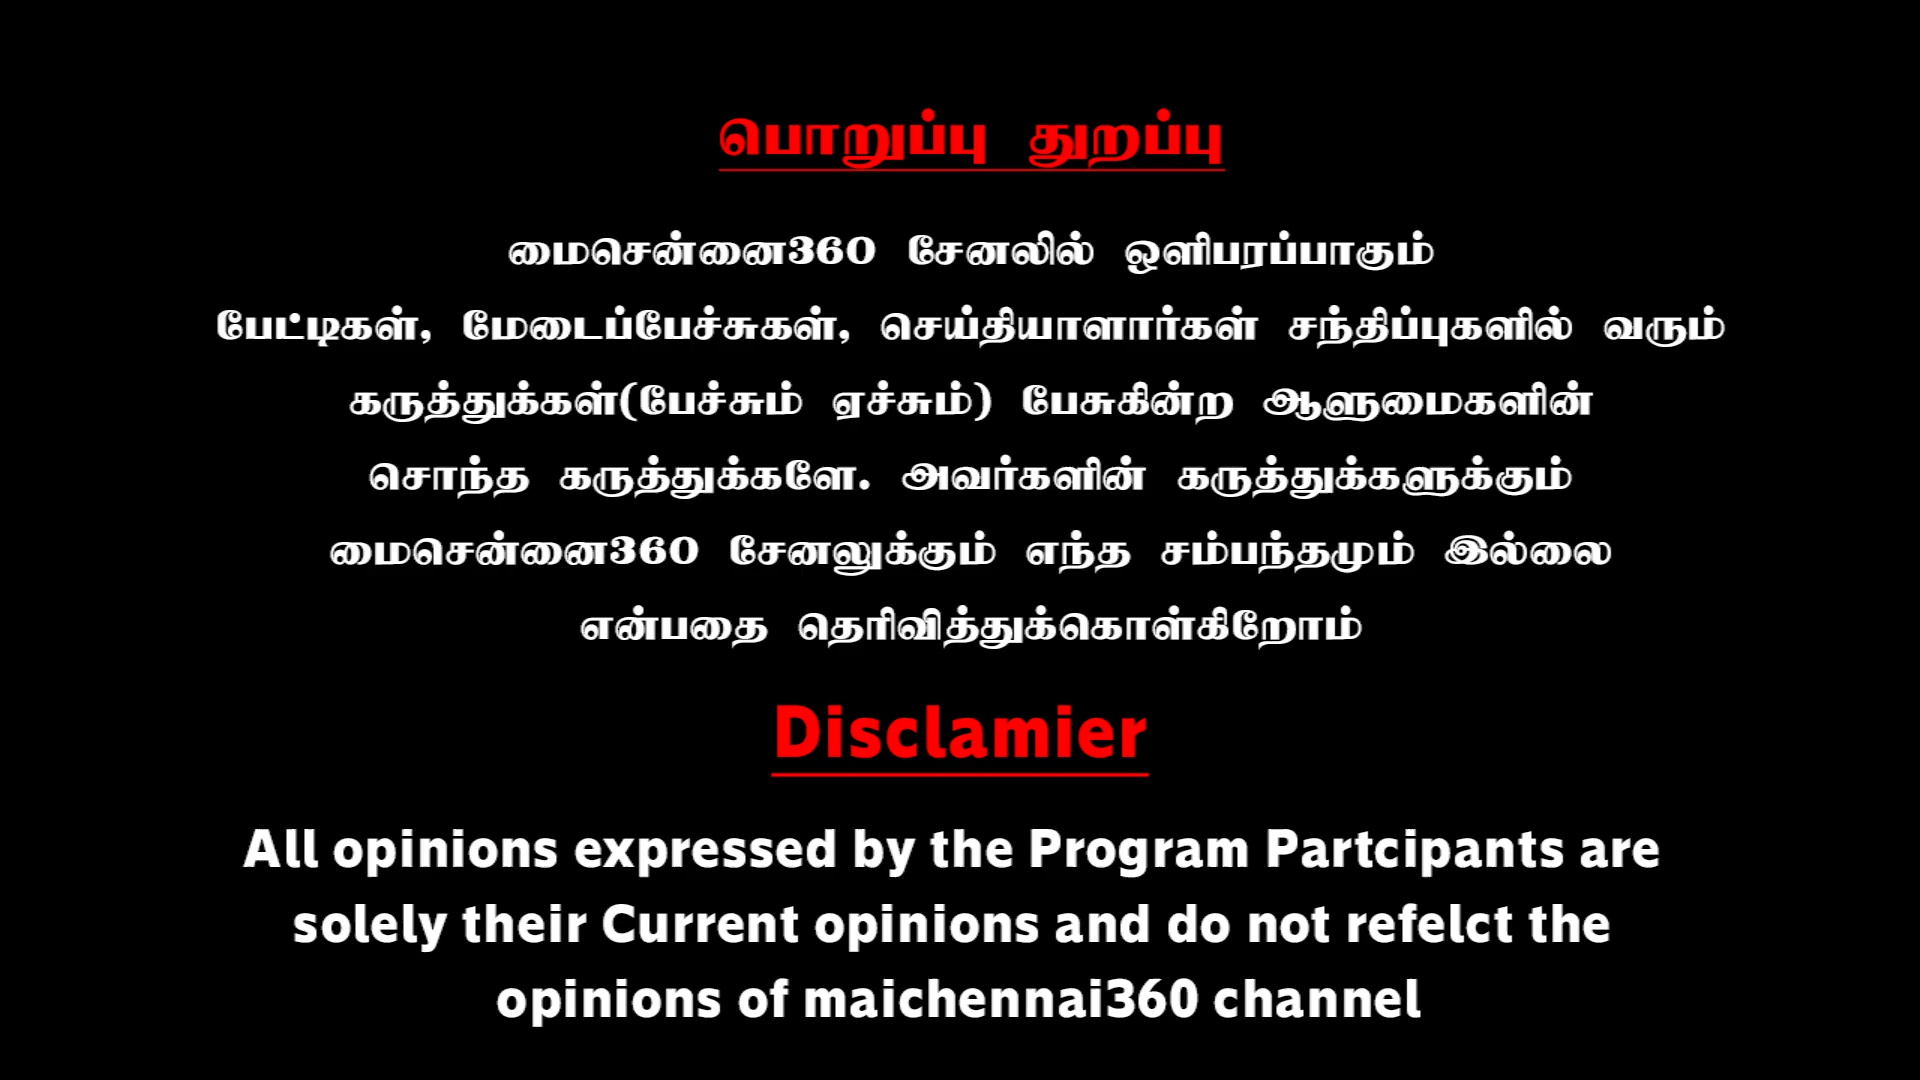 பொறுப்பு துறப்பு
மைசென்னை360 சேனலில் ஒளிபரப்பாகும்
பேட்டிகள், மேடைப்பேச்சுகள், செய்தியாளார்கள் சந்திப்புகளில் வரும்
கருத்துக்கள்(பேச்சும் ஏச்சும்) பேசுகின்ற ஆளுமைகளின்
சொந்த கருத்துக்களே. அவர்களின் கருத்துக்களுக்கும்
மைசென்னை360 சேனலுக்கும் எந்த சம்பந்தமும் இல்லை
என்பதை தெரிவித்துக்கொள்கிறோம்
Disclamier
All opinions expressed by the Program Partcipants are
solely their Current opinions and do not refelct the
opinions of maichennai360 channel